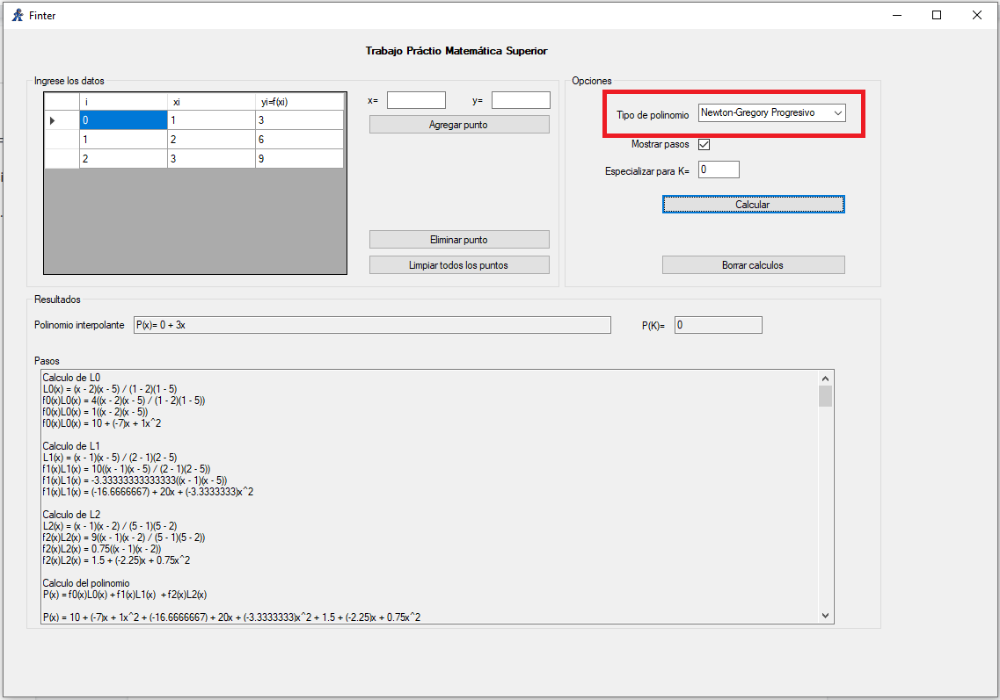 Finter
Trabajo Práctio Matemática Superior
Ingrese los datos
i xi yi=f(xi)
0 1 3
1 2 6
2 3 9
x= y=
Agregar punto
Eliminar punto
Limpiar todos los puntos
Opciones
Tipo de polinomio Newton-Gregory Progresivo
Mostrar pasos
Especializar para K= 0
Calcular
Borrar calculos
Resultados
Polinomio interpolante P(x)= 0 + 3x P(K)= 0
Pasos
Calculo de L0
L0(x) = (x - 2)(x - 5) / (1 - 2)(1 - 5)
f0(x)L0(x) = 4((x - 2)(x - 5) / (1 - 2)(1 - 5))
f0(x)L0(x) = 1((x - 2)(x - 5))
f0(x)L0(x) = 10 + (-7)x + 1x^2
Calculo de L1
L1(x) = (x - 1)(x - 5) / (2 - 1)(2 - 5)
f1(x)L1(x) = 10((x - 1)(x - 5) / (2 - 1)(2 - 5))
f1(x)L1(x) = -3.33333333333333((x - 1)(x - 5))
f1(x)L1(x) = (-16.6666667) + 20x + (-3.3333333)x^2
Calculo de L2
L2(x) = (x - 1)(x - 2) / (5 - 1)(5 - 2)
f2(x)L2(x) = 9((x - 1)(x - 2) / (5 - 1)(5 - 2))
f2(x)L2(x) = 0.75((x - 1)(x - 2))
f2(x)L2(x) = 1.5 + (-2.25)x + 0.75x^2
Calculo del polinomio
P(x) = f0(x)L0(x) + f1(x)L1(x) + f2(x)L2(x)
P(x) = 10 + (-7)x + 1x^2 + (-16.6666667) + 20x + (-3.3333333)x^2 + 1.5 + (-2.25)x + 0.75x^2